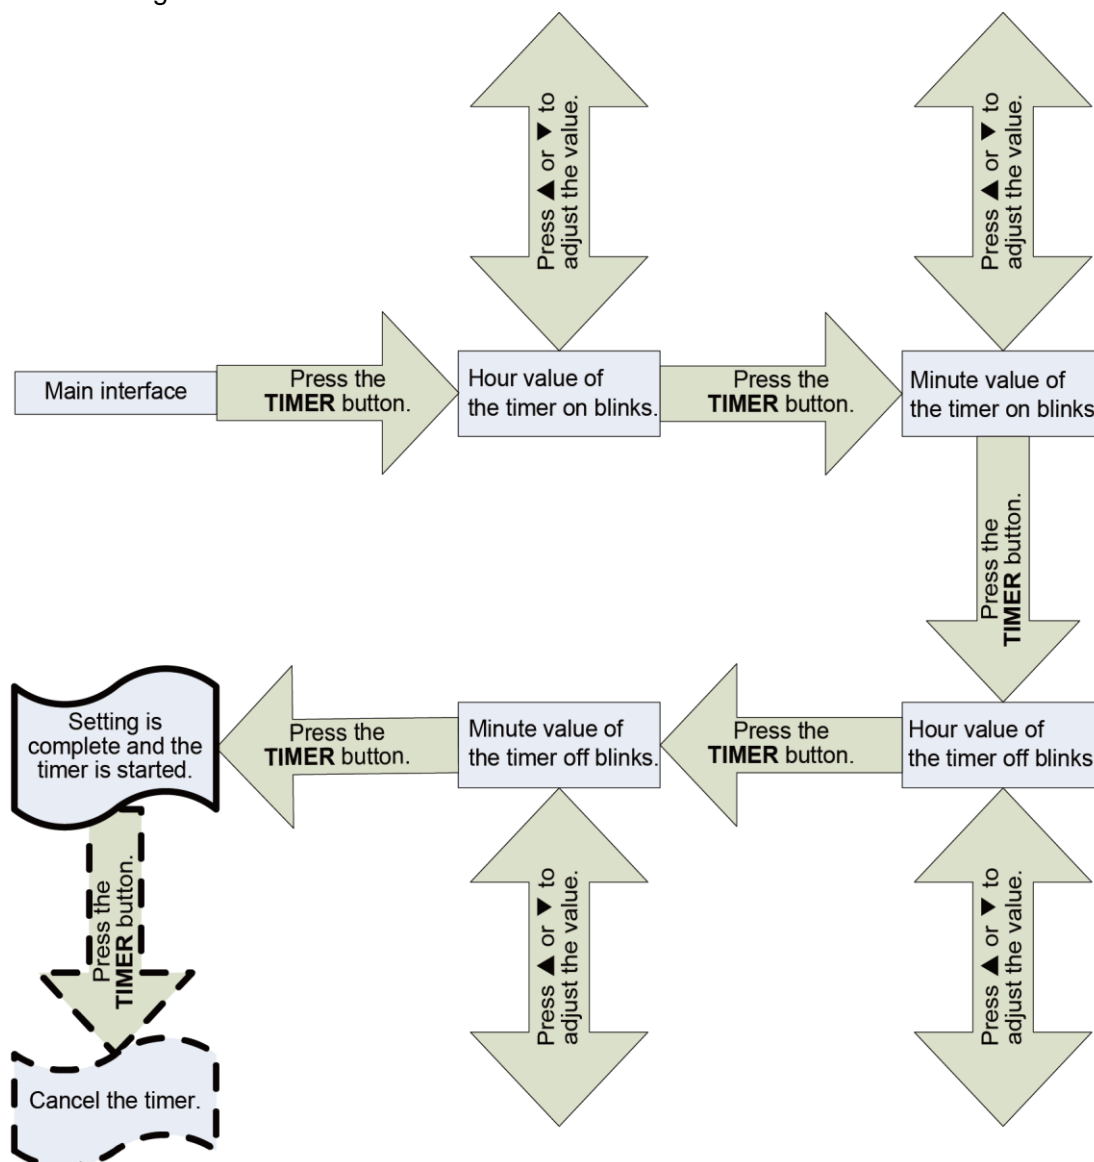 Press ▲ or ▼ to
adjust the value.
Press ▲ or ▼ to
adjust the value.
Main interface
Press the
TIMER button.
Hour value of
the timer on blinks.
Press the
TIMER button.
Minute value of
the timer on blinks.
Press the
TIMER button.
Hour value of
the timer off blinks.
Press the
TIMER button.
Minute value of
the timer off blinks.
Press the
TIMER button.
Setting is
complete and the
timer is started.
Press ▲ or ▼ to
adjust the value.
Press ▲ or ▼ to
adjust the value.
Press the
TIMER button.
Cancel the timer.